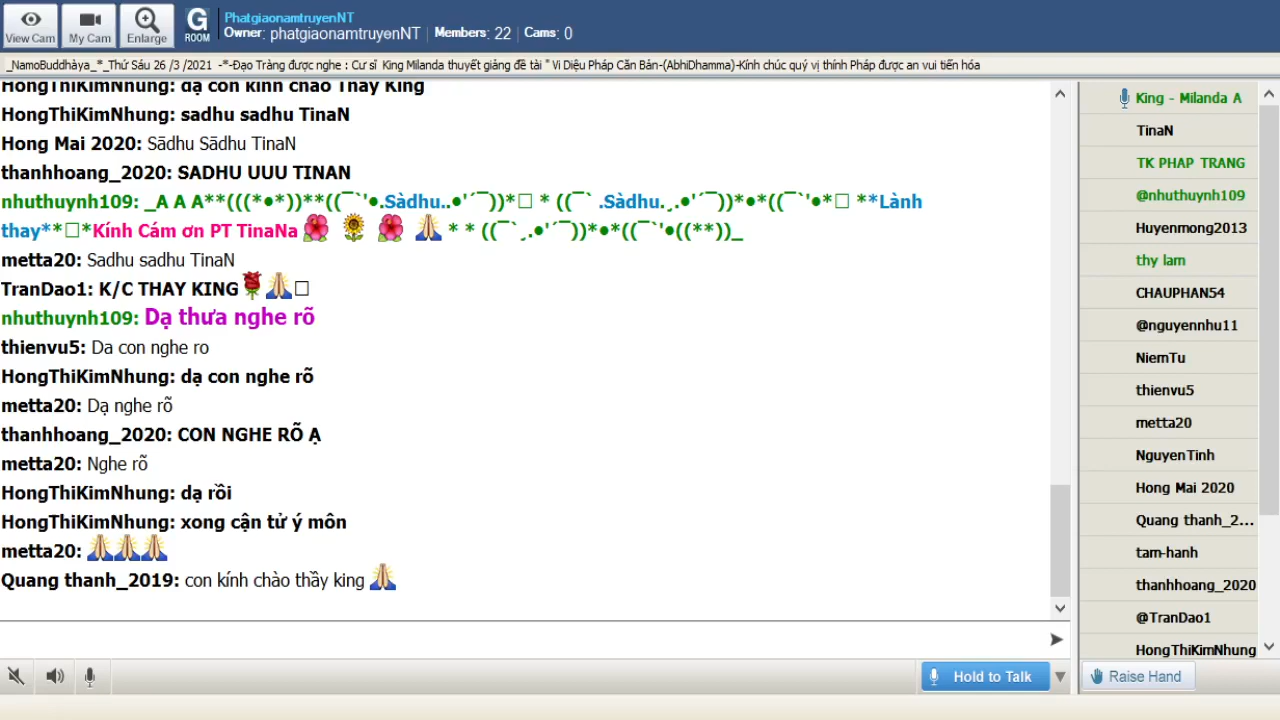 View Cam
My Cam
Enlarge
G
ROOM
PhatgiaonamtruyenNT
Owner: phatgiaonamtruyenNT | Members: 22 | Cams: 0
_NamoBuddhàya_*_Thứ Sáu 26 /3 /2021 -*-Đạo Tràng được nghe : Cư sĩ King Milanda thuyết giảng đề tài " Vi Diệu Pháp Căn Bản-(AbhiDhamma)-Kính chúc quý vị thính Pháp được an vui tiến hóa
HongThiKimNhung: dạ con kính chào Thầy King
HongThiKimNhung: sadhu sadhu TinaN
Hong Mai 2020: Sādhu Sādhu TinaN
thanhhoang_2020: SADHU UUU TINAN
nhuthuynh109: _A A A**(((*•*))**((¯`'•.Sàdhu..•'´¯))*□ * ((¯` .Sàdhu.¸.•'´¯))*•*((¯`'•*□ **Lành
thay**□*Kính Cám ơn PT TinaNa 🌺 🌻 🌺 🙏 * * ((¯`¸.•'´¯))*•*((¯`'•((**))_
metta20: Sadhu sadhu TinaN
TranDao1: K/C THAY KING🌹🙏□
nhuthuynh109: Dạ thưa nghe rõ
thienvu5: Da con nghe ro
HongThiKimNhung: dạ con nghe rõ
metta20: Dạ nghe rõ
thanhhoang_2020: CON NGHE RÕ Ạ
metta20: Nghe rõ
HongThiKimNhung: dạ rồi
HongThiKimNhung: xong cận tử ý môn
metta20: 🙏🙏🙏
Quang thanh_2019: con kính chào thầy king 🙏
King - Milanda A
TinaN
TK PHAP TRANG
@nhuthuynh109
Huyenmong2013
thy lam
CHAUPHAN54
@nguyennhu11
NiemTu
thienvu5
metta20
NguyenTinh
Hong Mai 2020
Quang thanh_2...
tam-hanh
thanhhoang_2020
@TranDao1
HongThiKimNhung
Hold to Talk
Raise Hand